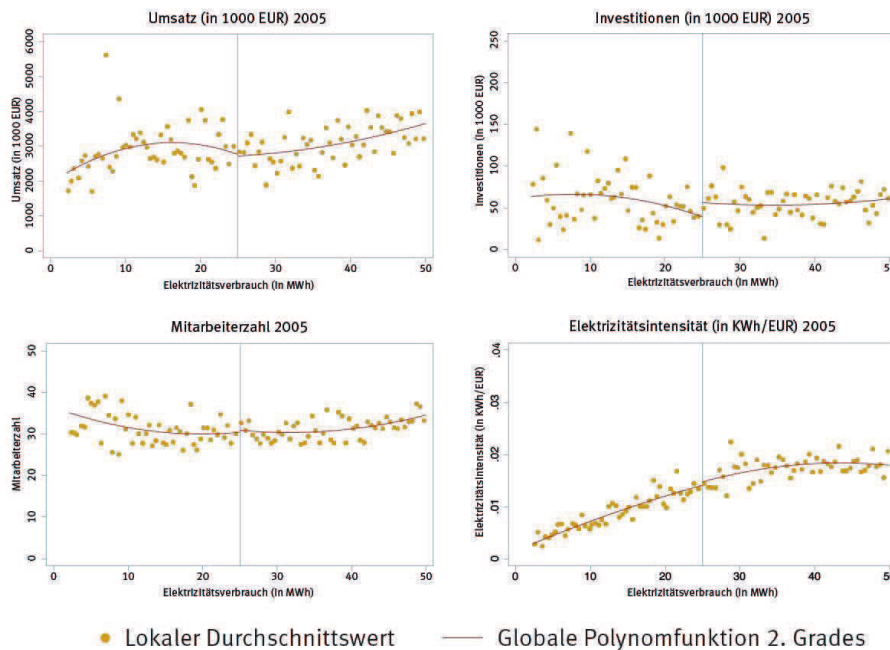 Umsatz (in 1000 EUR) 2005
Umsatz (in 1000 EUR)
6000
5000
4000
3000
2000
1000
0
0 10 20 30 40 50
Elektrizitätsverbrauch (in MWh)
Investitionen (in 1000 EUR) 2005
Investitionen (in 1000 EUR)
250
200
150
100
50
0
0 10 20 30 40 50
Elektrizitätsverbrauch (in MWh)
Mitarbeiterzahl 2005
Mitarbeiterzahl
50
40
30
20
10
0
0 10 20 30 40 50
Elektrizitätsverbrauch (in MWh)
Elektrizitätsintensität (in KWh/EUR) 2005
Elektrizitätsintensität (in KWh/EUR)
.04
.03
.02
.01
0
0 10 20 30 40 50
Elektrizitätsverbrauch (in MWh)
Lokaler Durchschnittswert
Globale Polynomfunktion 2. Grades